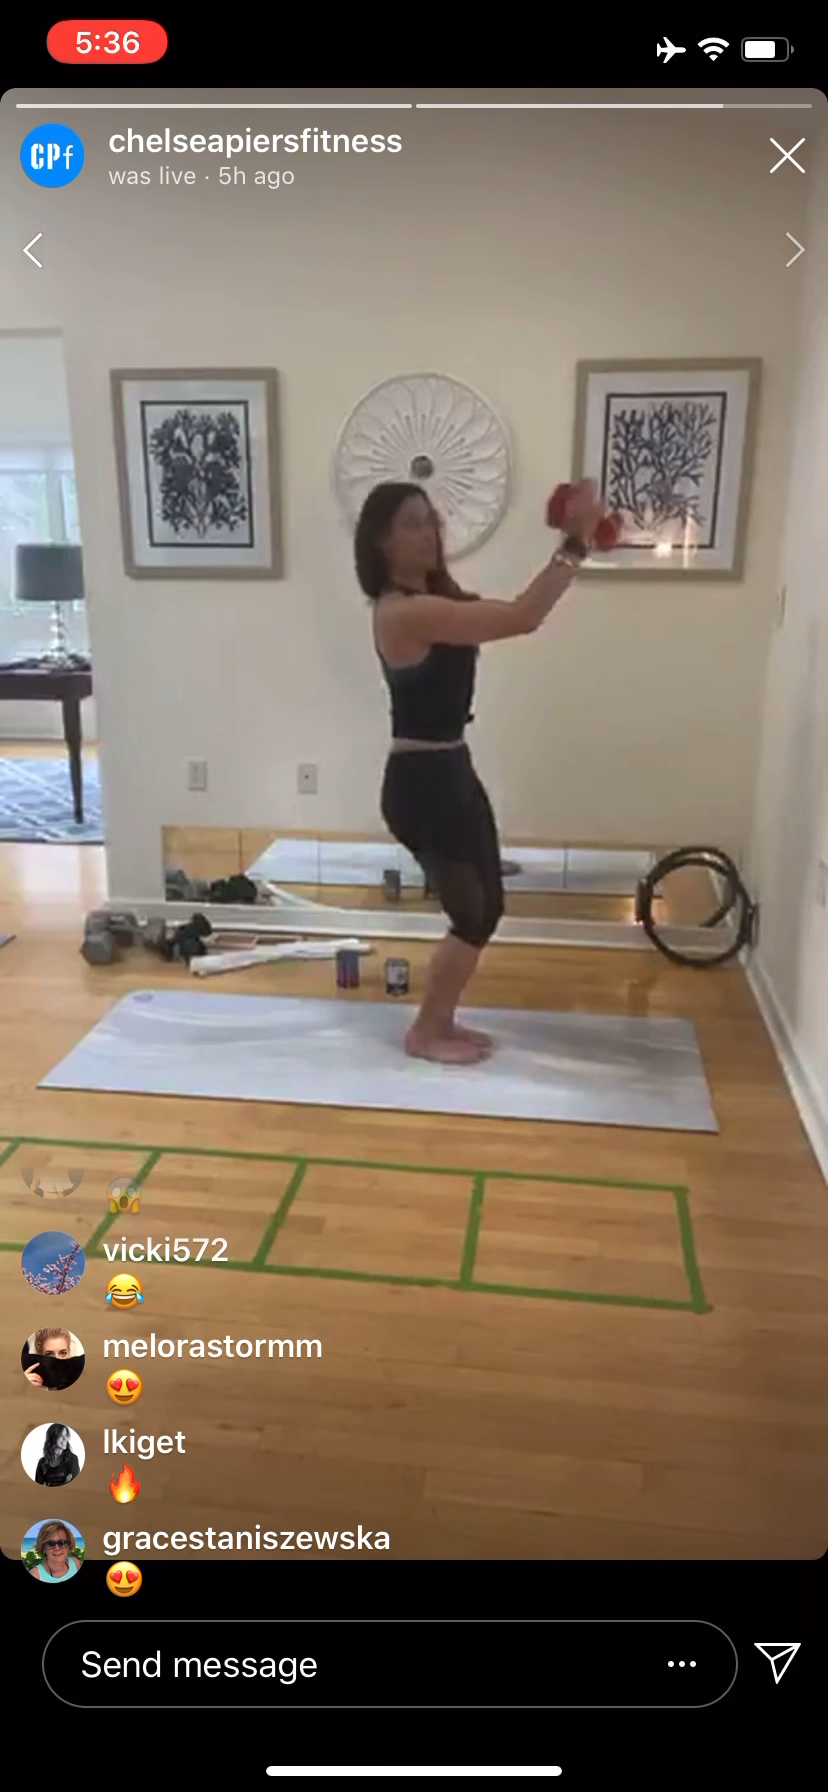 5:36
CPf
chelseapiersfitness
was live · 5h ago
😱
vicki572
😂
melorastormm
😍
lkiget
🔥
gracestaniszewska
😍
Send message